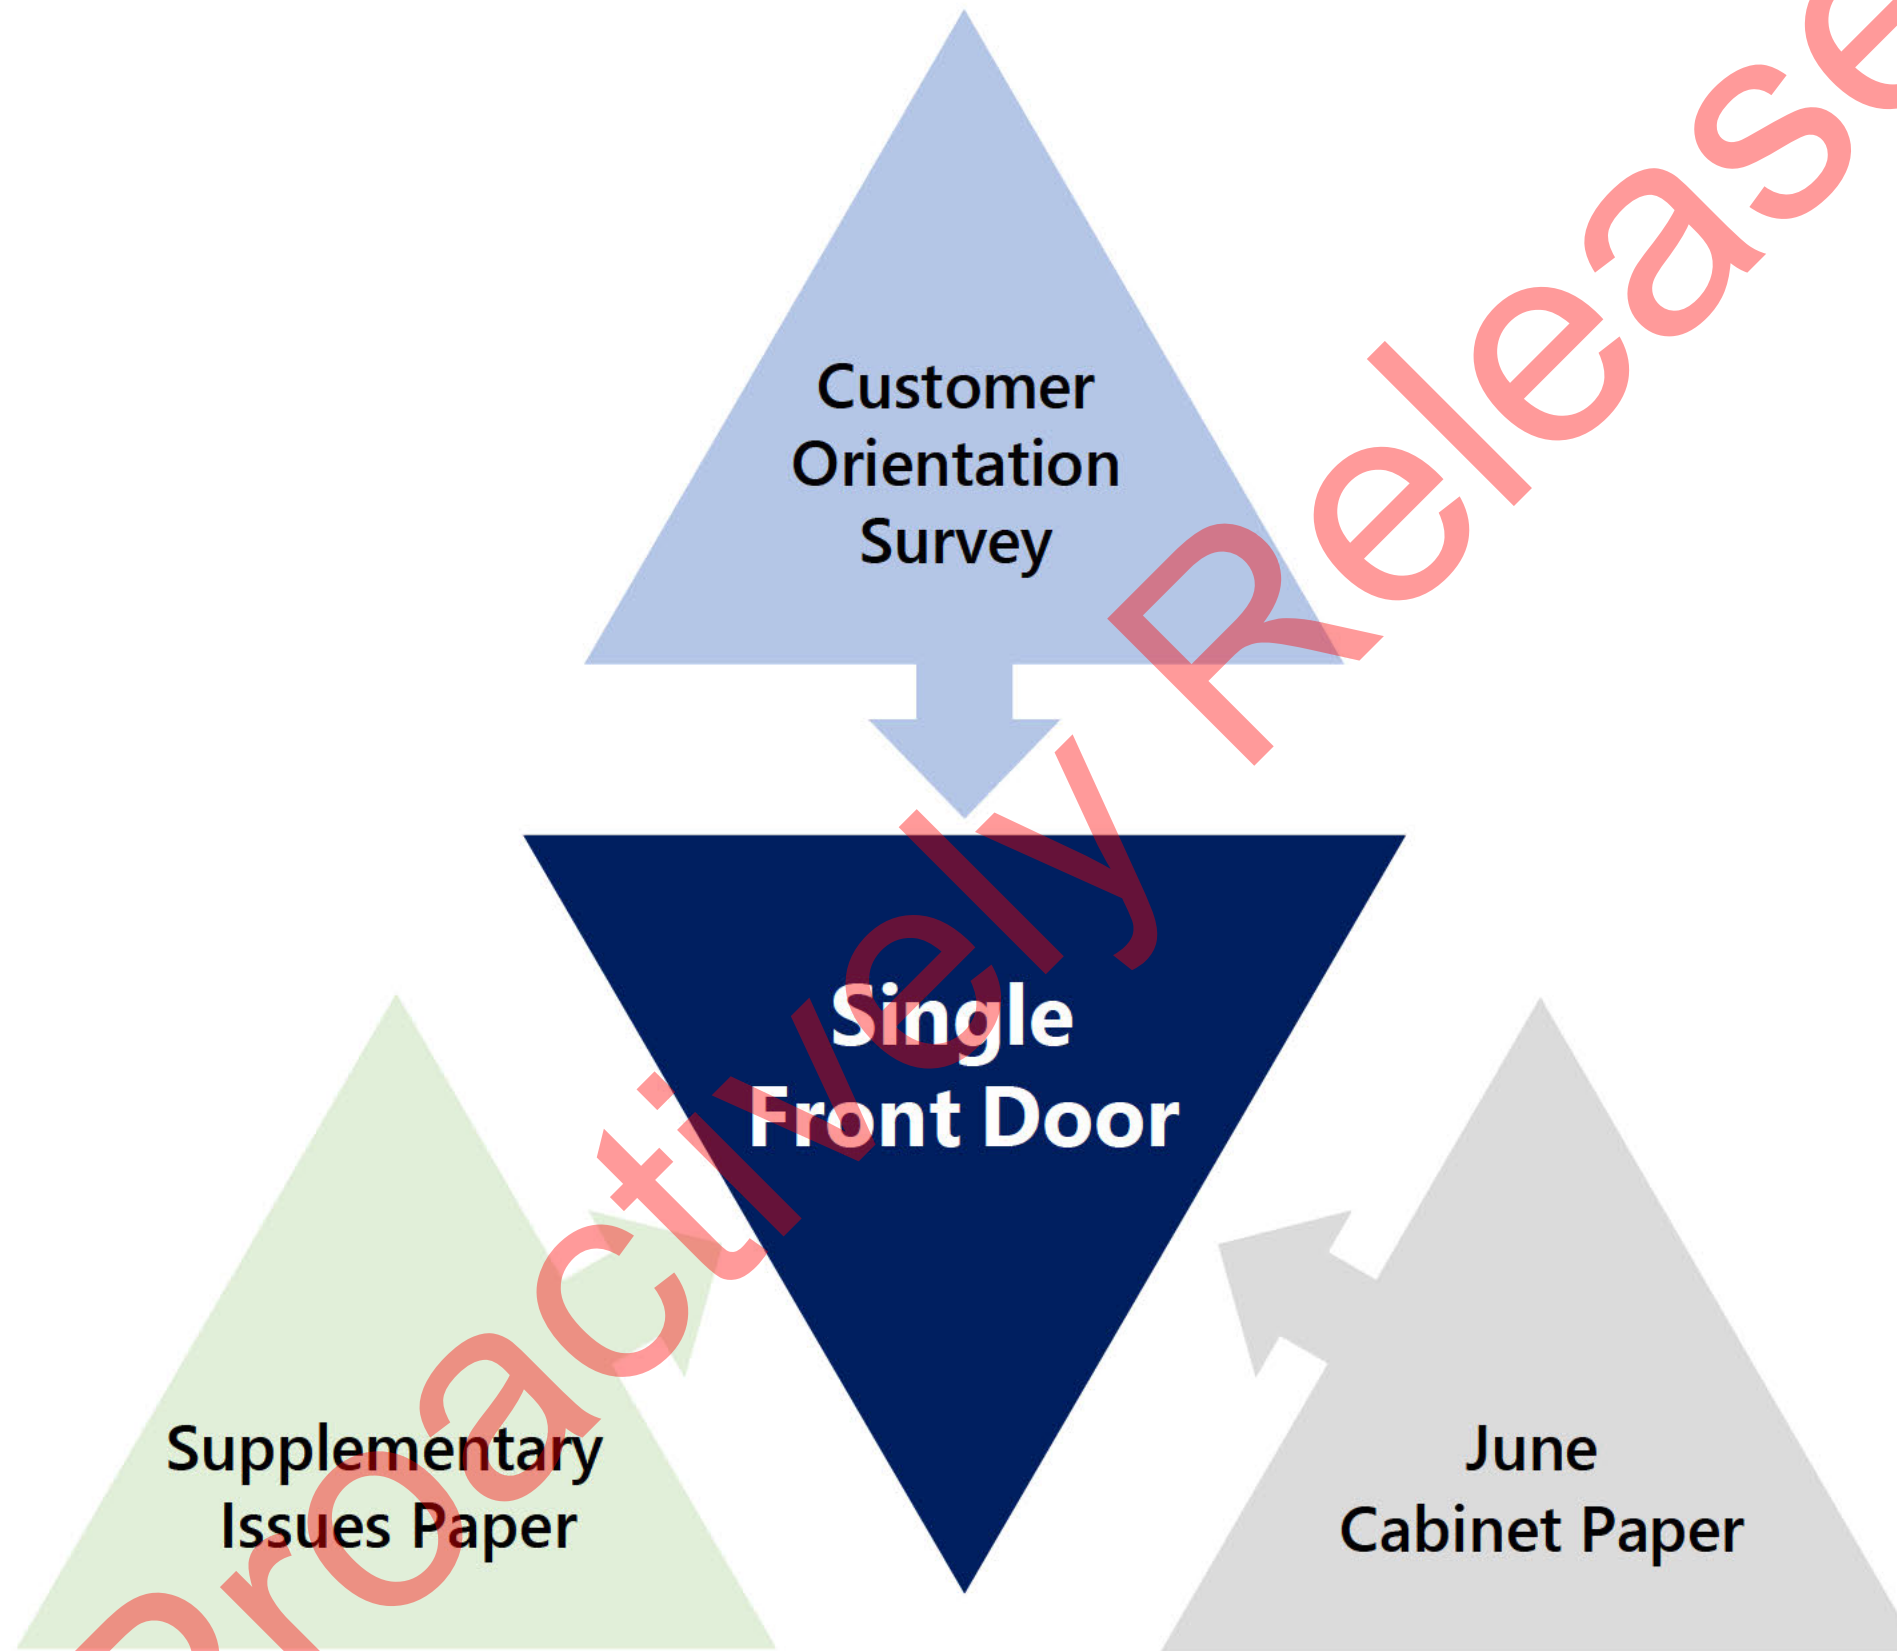 Customer
Orientation
Survey
Single
Front Door
Supplementary
Issues Paper
June
Cabinet Paper
Proactively Release